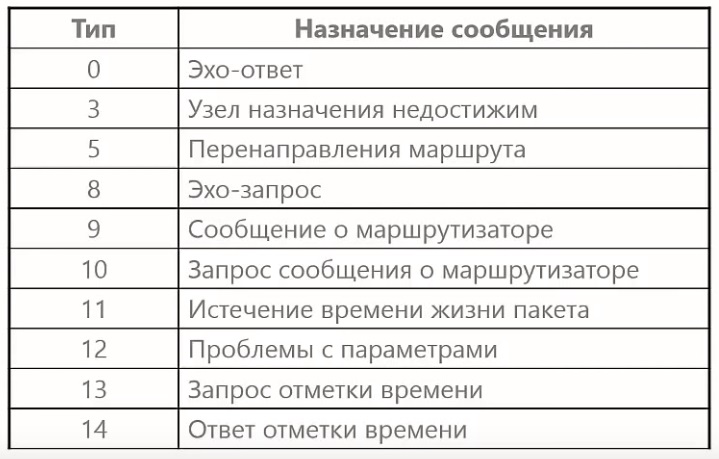 Тип Назначение сообщения
0 Эхо-ответ
3 Узел назначения недостижим
5 Перенаправления маршрута
8 Эхо-запрос
9 Сообщение о маршрутизаторе
10 Запрос сообщения о маршрутизаторе
11 Истечение времени жизни пакета
12 Проблемы с параметрами
13 Запрос отметки времени
14 Ответ отметки времени